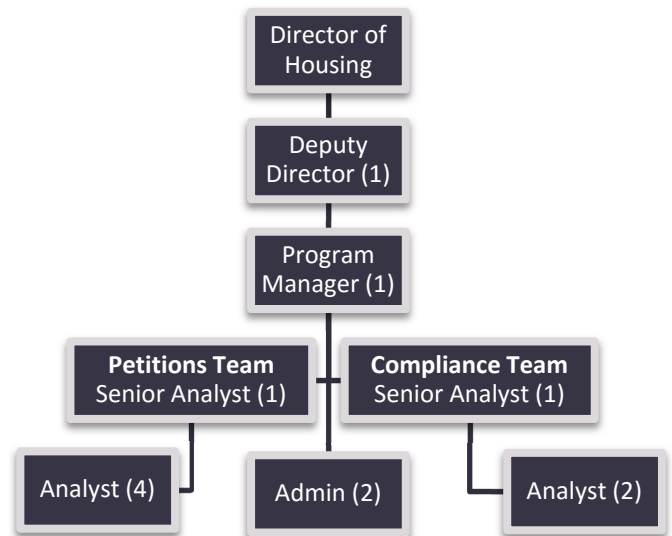 Director of
Housing
Deputy
Director (1)
Program
Manager (1)
Petitions Team
Senior Analyst (1)
Compliance Team
Senior Analyst (1)
Analyst (4)
Admin (2)
Analyst (2)